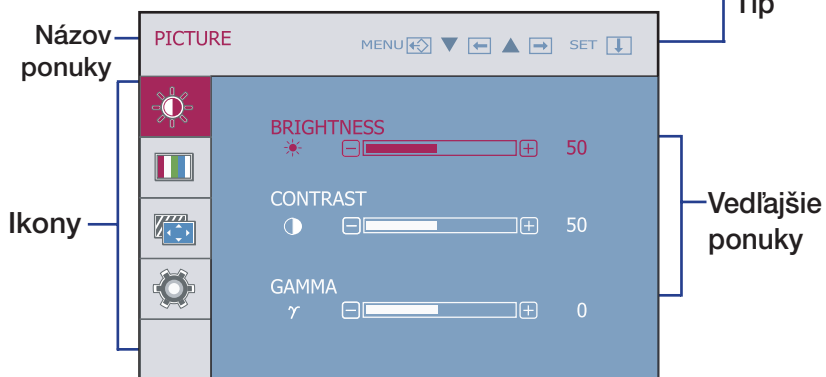 Tip
Názov
ponuky
PICTURE MENU SET
BRIGHTNESS
50
CONTRAST
50
Ikony
Vedľajšie
ponuky
GAMMA
γ 0